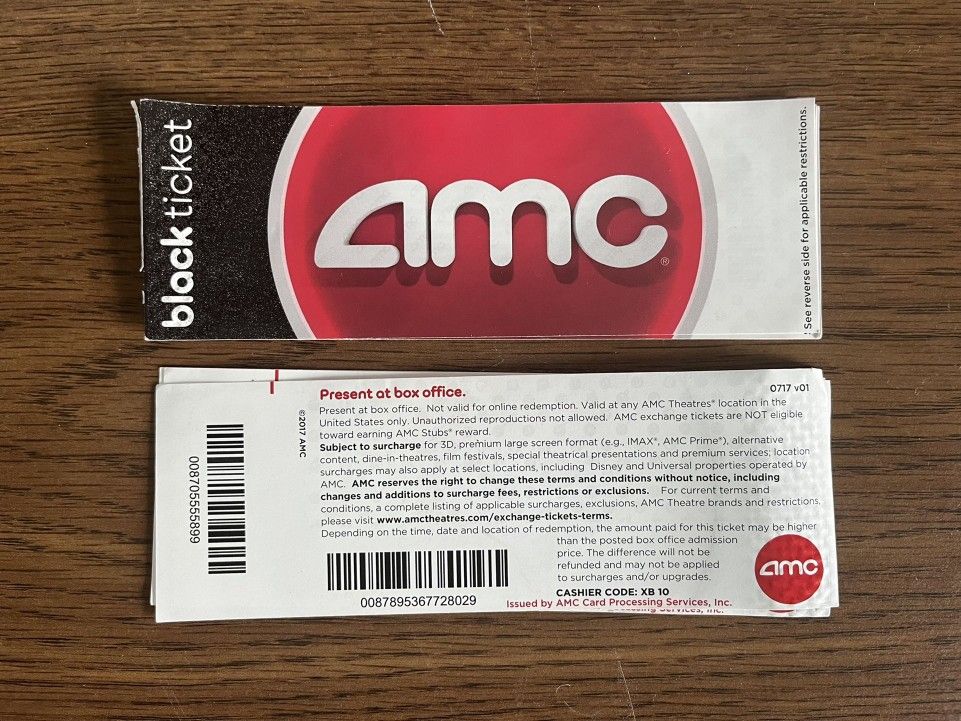 black ticket
amc
®
See reverse side for applicable restrictions.
Present at box office.
0717 v01
©2017 AMC
Present at box office. Not valid for online redemption. Valid at any AMC Theatres® location in the
United States only. Unauthorized reproductions not allowed. AMC exchange tickets are NOT eligible
toward earning AMC Stubs® reward.
Subject to surcharge for 3D, premium large screen format (e.g., IMAX®, AMC Prime®), alternative
content, dine-in-theatres, film festivals, special theatrical presentations and premium services; location
surcharges may also apply at select locations, including Disney and Universal properties operated by
AMC. AMC reserves the right to change these terms and conditions without notice, including
changes and additions to surcharge fees, restrictions or exclusions. For current terms and
conditions, a complete listing of applicable surcharges, exclusions, AMC Theatre brands and restrictions,
please visit www.amctheatres.com/exchange-tickets-terms.
Depending on the time, date and location of redemption, the amount paid for this ticket may be higher
than the posted box office admission
price. The difference will not be
refunded and may not be applied
to surcharges and/or upgrades.
CASHIER CODE: XB 10
Issued by AMC Card Processing Services, Inc.
Processing Services, Inc.
008705555899
0087895367728029
amc